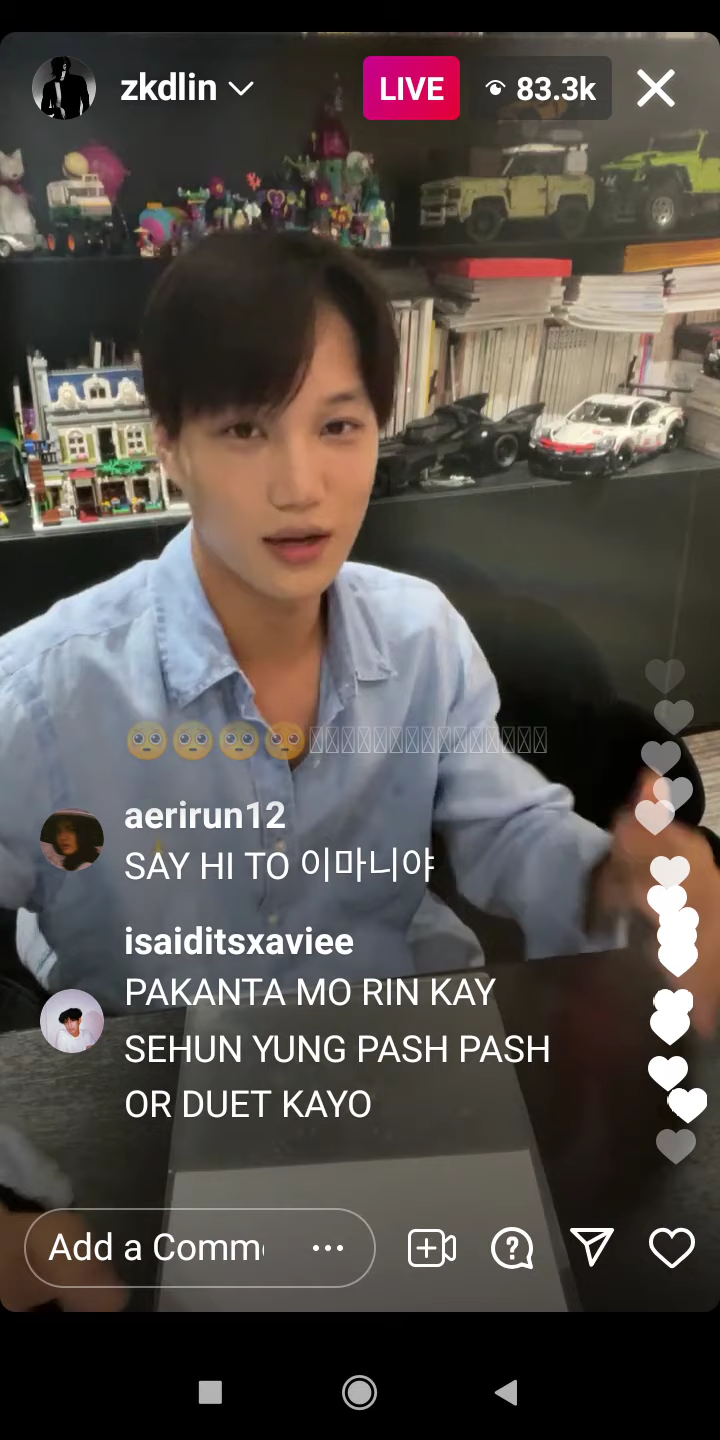 zkdlin
LIVE
83.3k
🥺🥺🥺🥺
aerirun12
SAY HI TO 이마니야
isaiditsxaviee
PAKANTA MO RIN KAY
SEHUN YUNG PASH PASH
OR DUET KAYO
Add a Comm